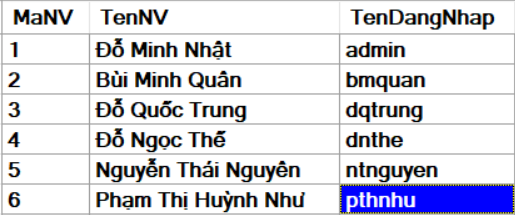 MaNV TenNV TenDangNhap
1 Đỗ Minh Nhật admin
2 Bùi Minh Quân bmquan
3 Đỗ Quốc Trung dqtrung
4 Đỗ Ngọc Thế dnthe
5 Nguyễn Thái Nguyên ntnguyen
6 Phạm Thị Huỳnh Như pthnhu